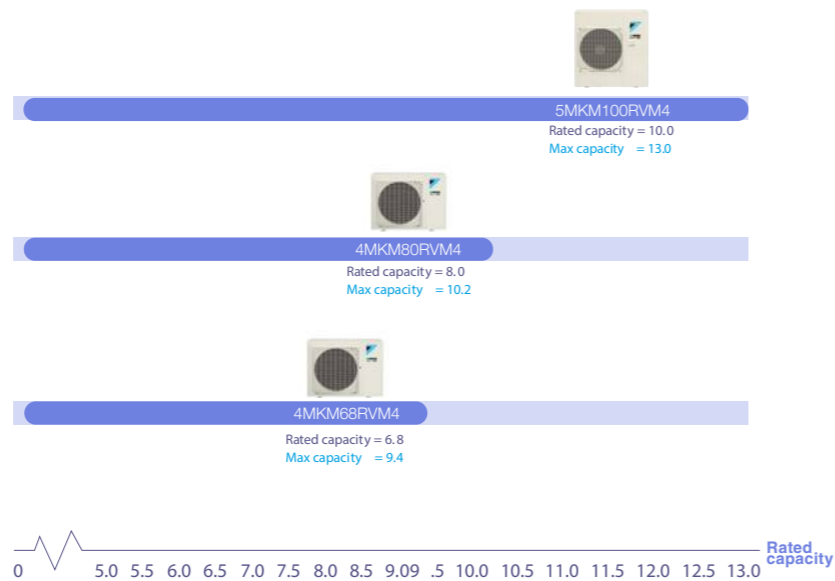 5MKM100RVM4
Rated capacity = 10.0
Max capacity = 13.0
4MKM80RVM4
Rated capacity = 8.0
Max capacity = 10.2
4MKM68RVM4
Rated capacity = 6.8
Max capacity = 9.4
0 5.0 5.5 6.0 6.5 7.0 7.5 8.0 8.5 9.09 .5 10.0 10.5 11.0 11.5 12.0 12.5 13.0
Rated
capacity